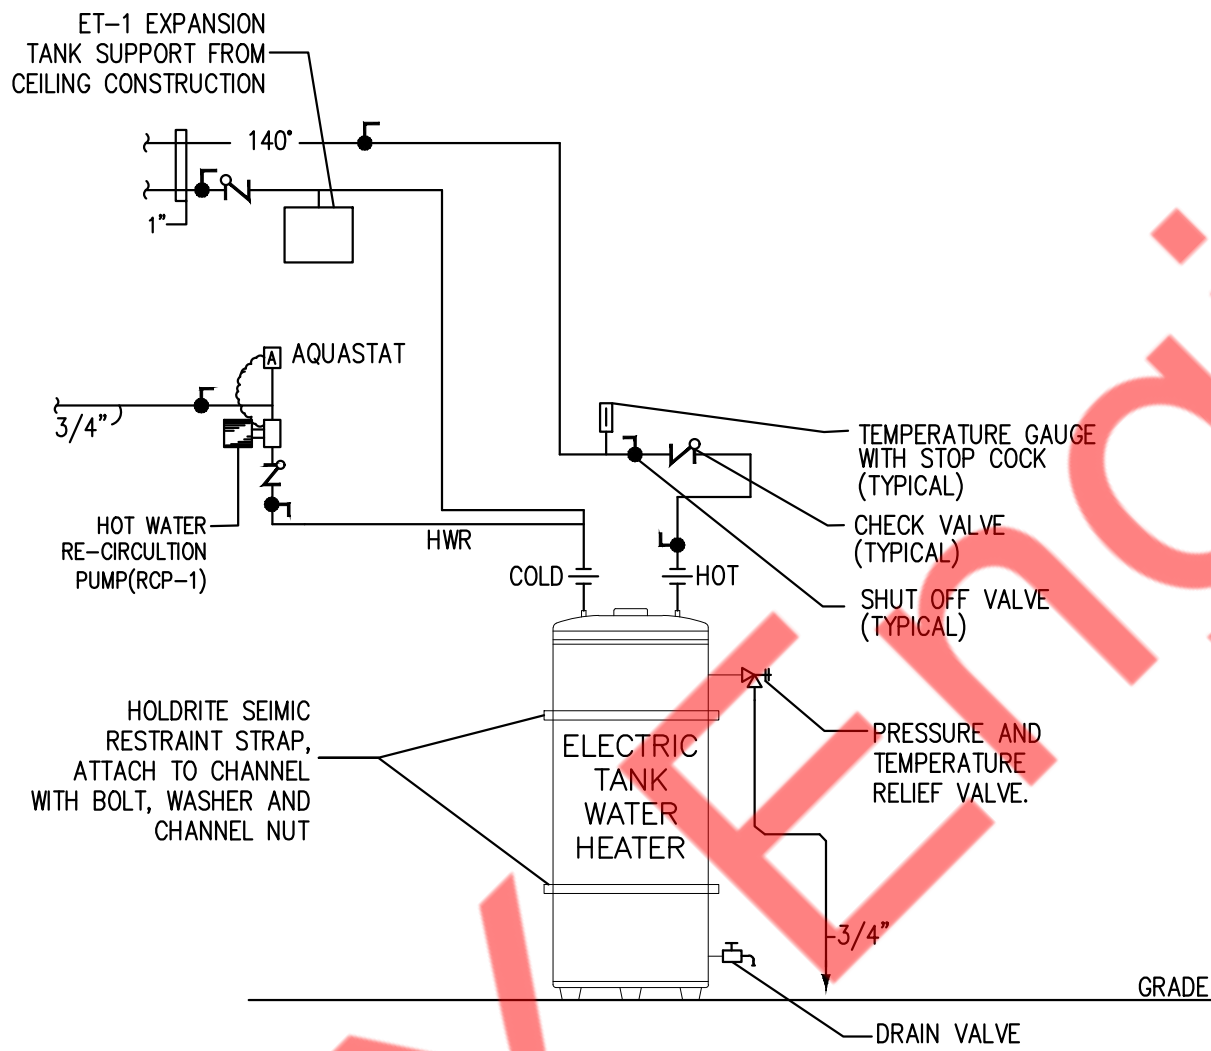 ET-1 EXPANSION
TANK SUPPORT FROM
CEILING CONSTRUCTION
140°
1"
A
AQUASTAT
3/4"
HOT WATER
RE-CIRCULTION
PUMP(RCP-1)
HWR
COLD
HOT
TEMPERATURE GAUGE
WITH STOP COCK
(TYPICAL)
CHECK VALVE
(TYPICAL)
SHUT OFF VALVE
(TYPICAL)
HOLDRITE SEIMIC
RESTRAINT STRAP,
ATTACH TO CHANNEL
WITH BOLT, WASHER AND
CHANNEL NUT
ELECTRIC
TANK
WATER
HEATER
PRESSURE AND
TEMPERATURE
RELIEF VALVE.
3/4"
GRADE
DRAIN VALVE